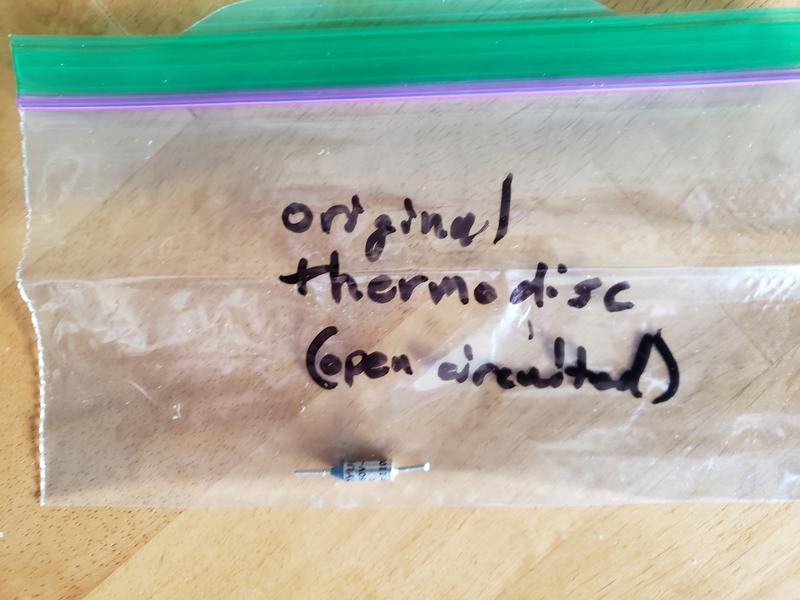 original
thermodisc
(open circuited)